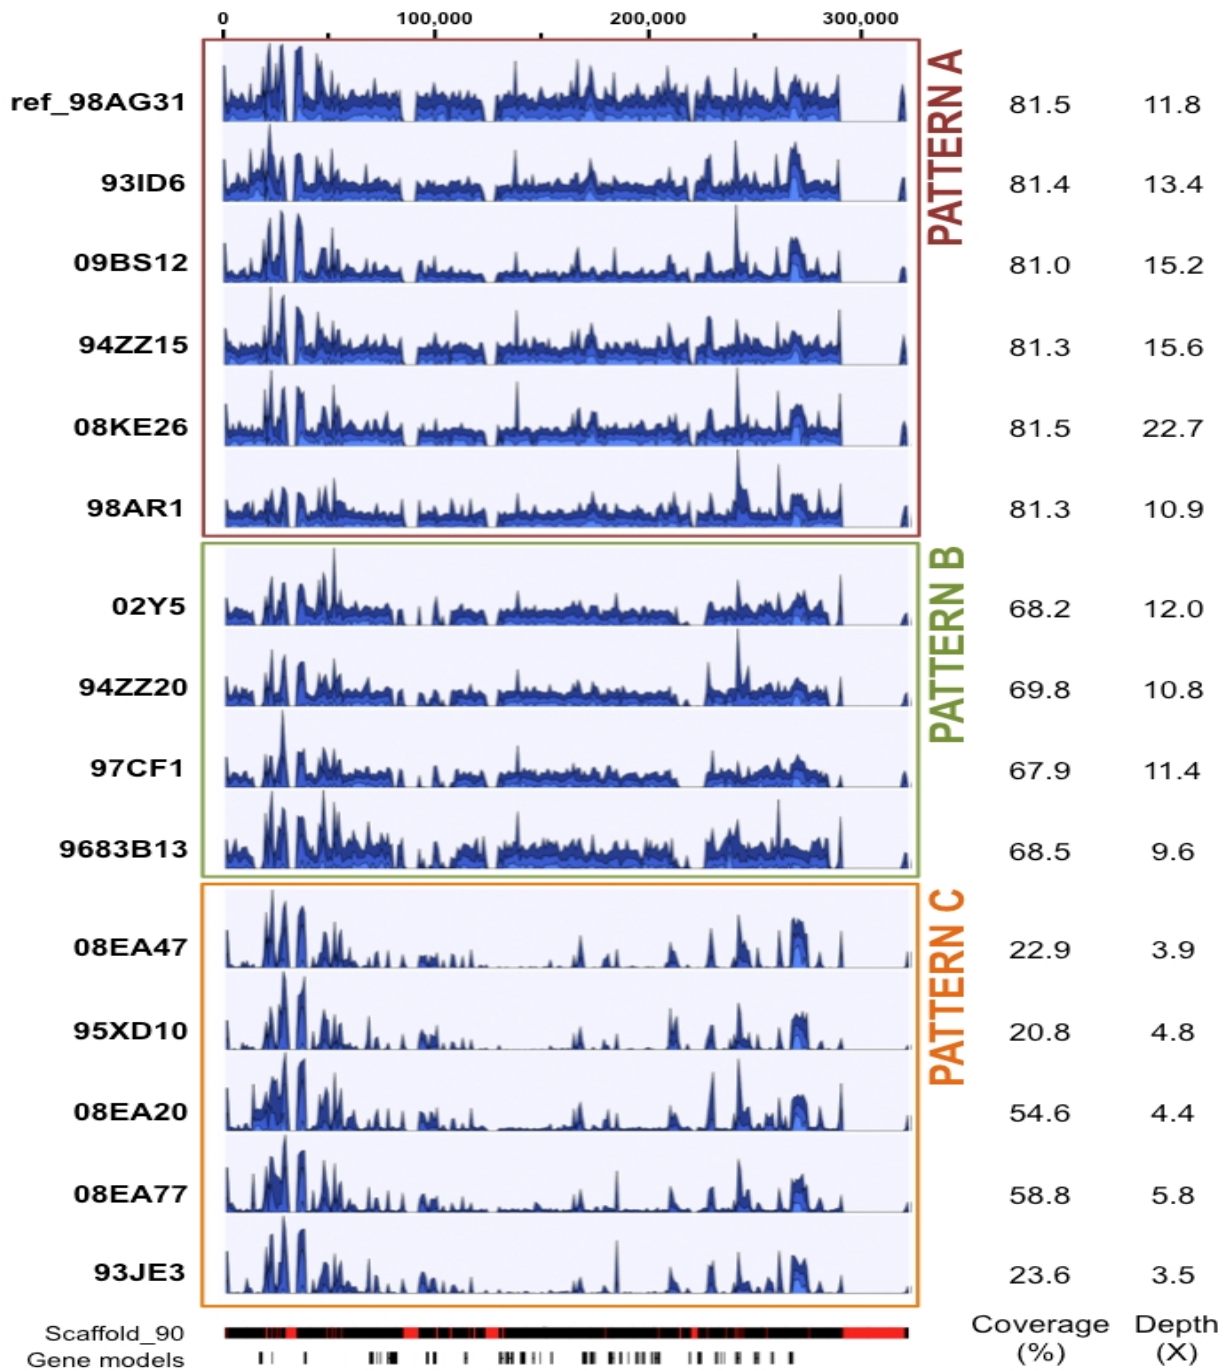 0 100,000 200,000 300,000
PATTERN A
ref_98AG31 81.5 11.8
93ID6 81.4 13.4
09BS12 81.0 15.2
94ZZ15 81.3 15.6
08KE26 81.5 22.7
98AR1 81.3 10.9
PATTERN B
02Y5 68.2 12.0
94ZZ20 69.8 10.8
97CF1 67.9 11.4
9683B13 68.5 9.6
PATTERN C
08EA47 22.9 3.9
95XD10 20.8 4.8
08EA20 54.6 4.4
08EA77 58.8 5.8
93JE3 23.6 3.5
Scaffold_90 Coverage Depth
Gene models (%) (X)